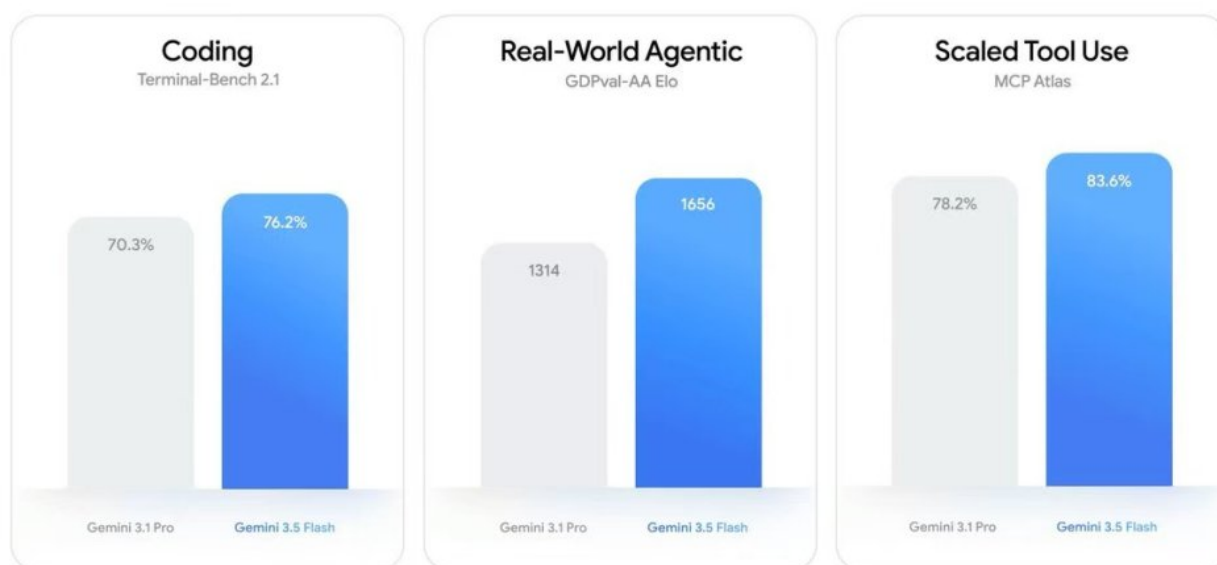 Coding
Terminal-Bench 2.1
70.3%
76.2%
Gemini 3.1 Pro
Gemini 3.5 Flash
Real-World Agentic
GDPval-AA Elo
1314
1656
Gemini 3.1 Pro
Gemini 3.5 Flash
Scaled Tool Use
MCP Atlas
78.2%
83.6%
Gemini 3.1 Pro
Gemini 3.5 Flash